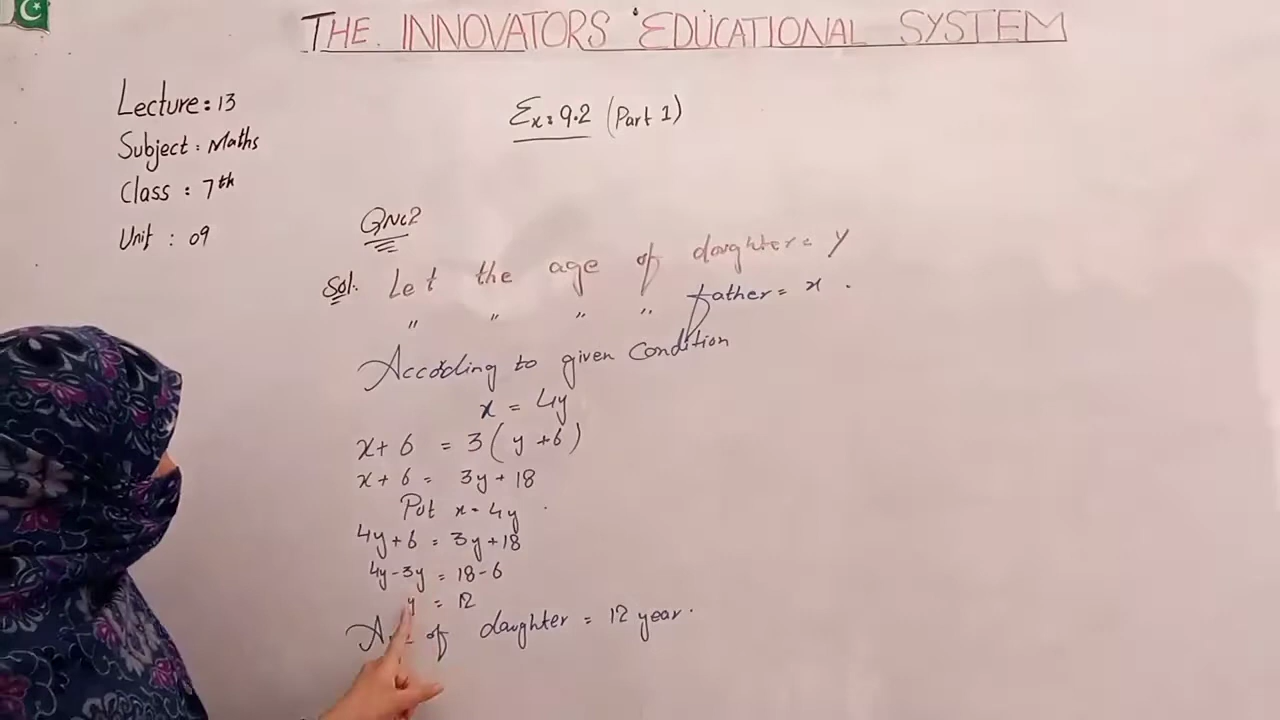 THE INNOVATORS EDUCATIONAL SYSTEM
Lecture: 13
Subject: Maths
Class : 7th
Unit : 09
Ex: 9.2 (Part 1)
QN02
Sol. Let the age of daughter = y
" " " " father = x .
According to given condition
x = 4y
x + 6 = 3(y + 6)
x + 6 = 3y + 18
Put x = 4y .
4y + 6 = 3y + 18
4y - 3y = 18 - 6
y = 12
of daughter = 12 year.